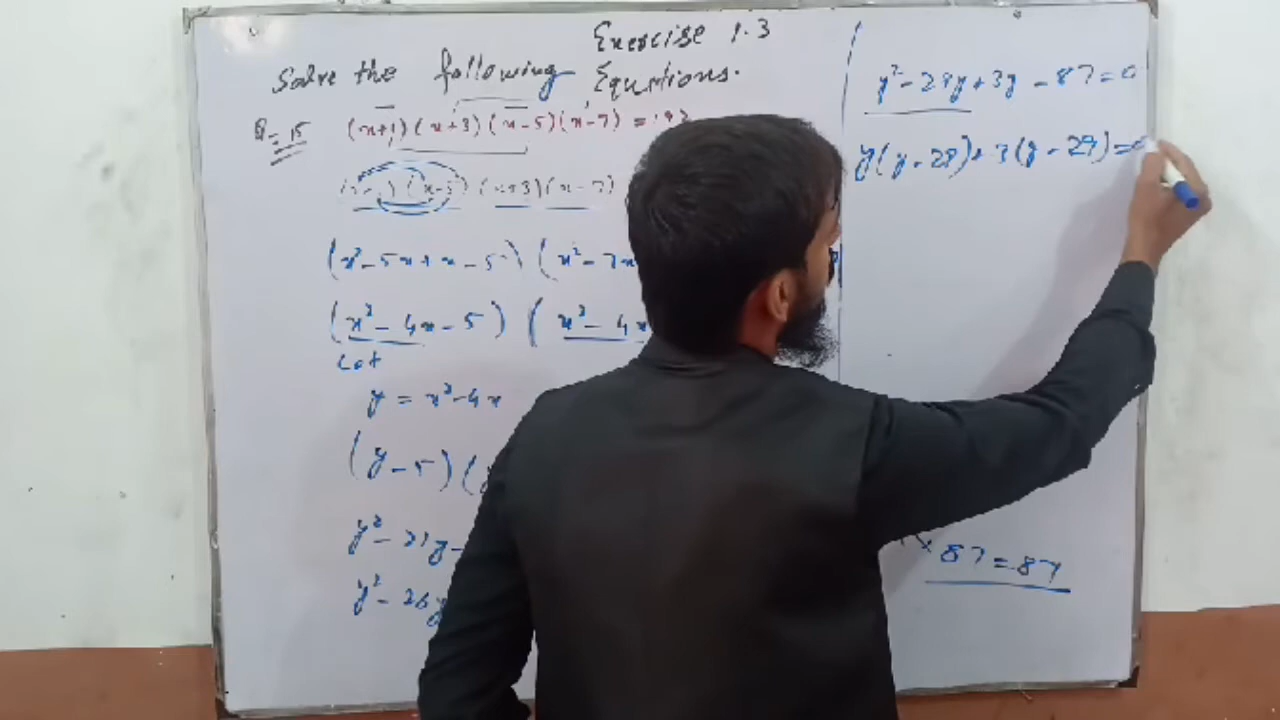 Exercise 1.3
Solve the following Equations.
Q=15 (x+1)(x+3)(x-5)(x-7) = 192
(x+1)(x-5)(x+3)(x-7)
(x²-5x+x-5)(x²-7x
(x²-4x-5)(x²-4x
Let
y = x²-4x
(y-5)(
y²-21y-
y²-26y
y²-29y+3y-87=0
y(y-29)+3(y-29)=0
×87=87